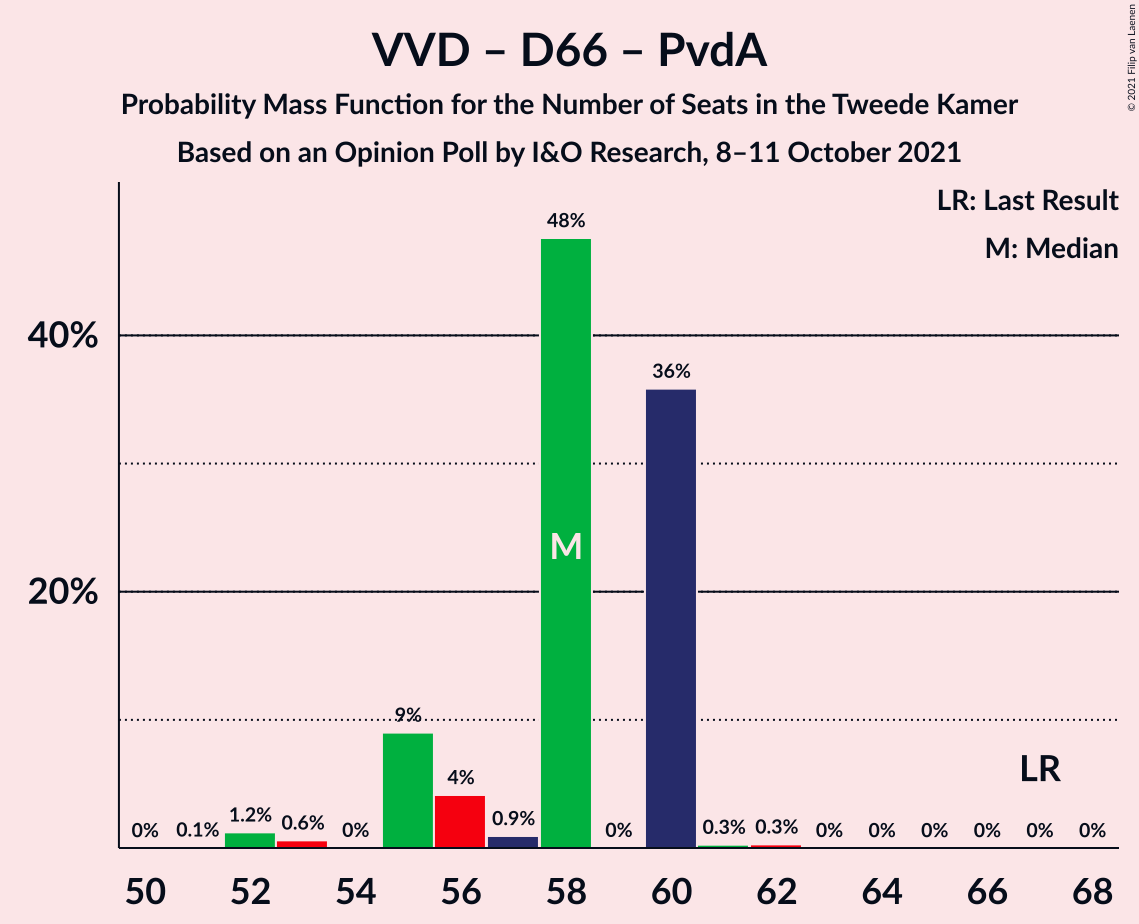 VVD – D66 – PvdA
Probability Mass Function for the Number of Seats in the Tweede Kamer
Based on an Opinion Poll by I&O Research, 8–11 October 2021
© 2021 Filip van Laenen
LR: Last Result
M: Median
48%
40%
36%
M
20%
9%
LR
4%
1.2%
0.9%
0.6%
0.3%
0.3%
0% 0.1% 0% 0% 0% 0% 0% 0% 0% 0%
50 52 54 56 58 60 62 64 66 68